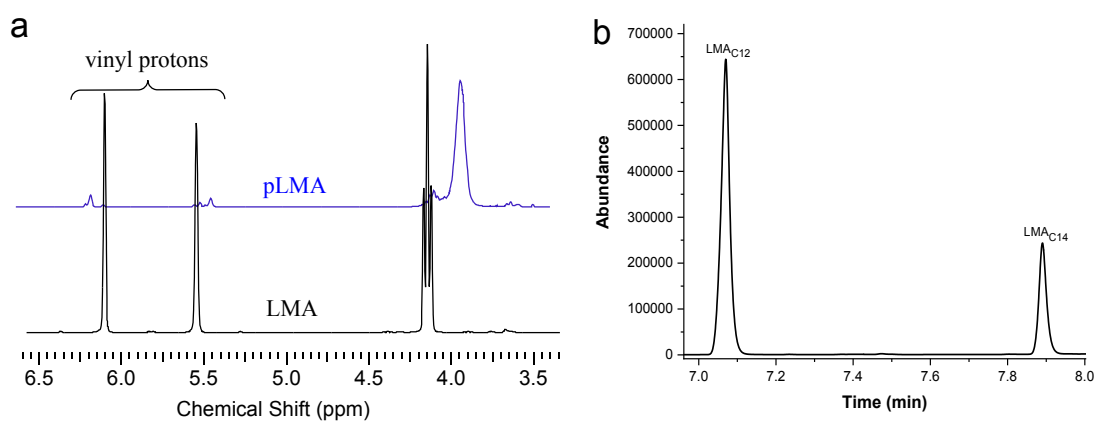 a
vinyl protons
pLMA
LMA
6.5 6.0 5.5 5.0 4.5 4.0 3.5
Chemical Shift (ppm)
b
700000
600000
500000
400000
300000
200000
100000
0
Abundance
LMAC12
LMAC14
7.0 7.2 7.4 7.6 7.8 8.0
Time (min)